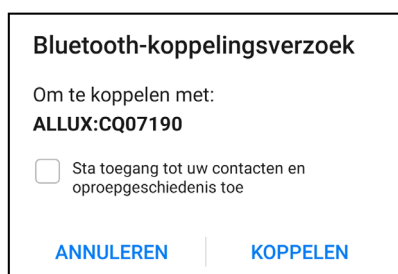 Bluetooth-koppelingsverzoek
Om te koppelen met:
ALLUX:CQ07190
Sta toegang tot uw contacten en
oproepgeschiedenis toe
ANNULEREN
KOPPELEN